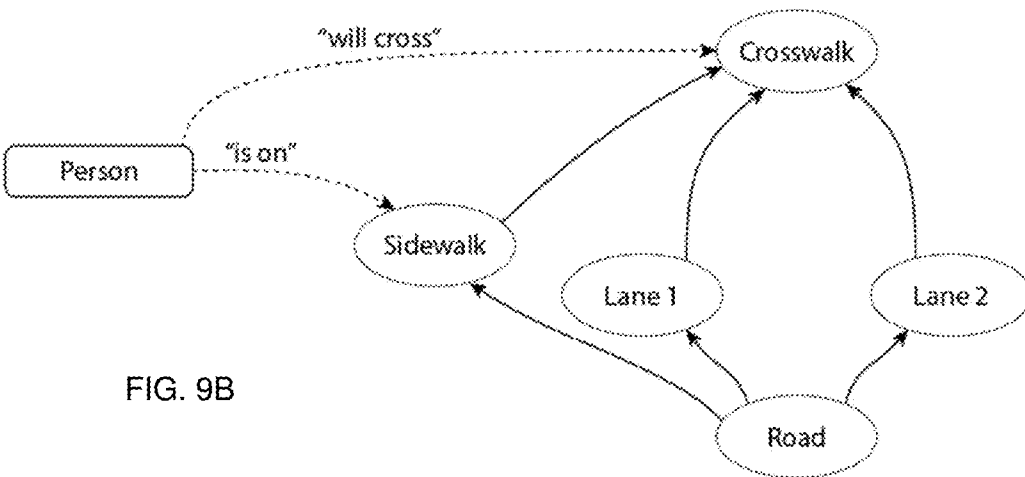 "will cross"
Crosswalk
"is on"
Person
Sidewalk
Lane 1
Lane 2
FIG. 9B
Road